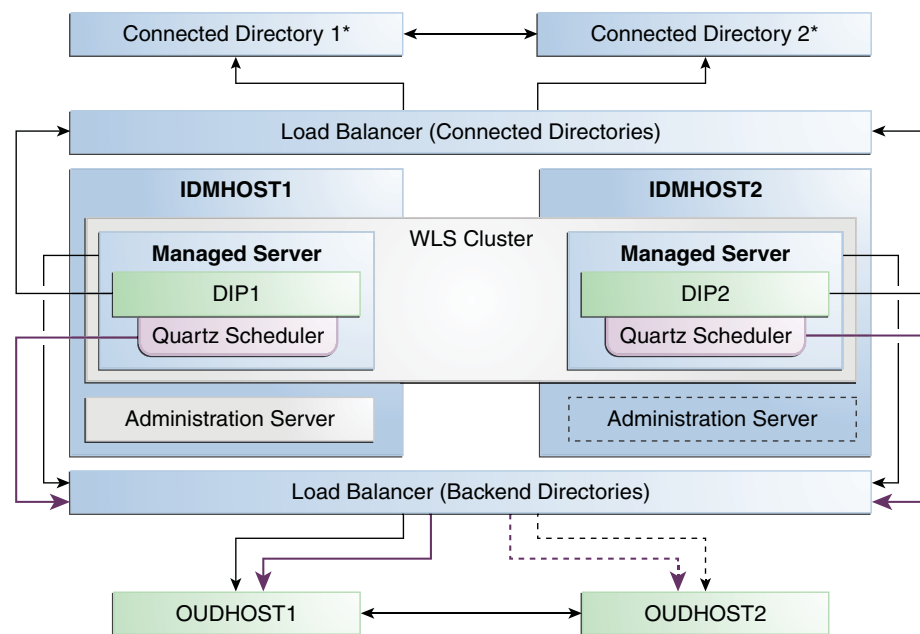 Connected Directory 1*
Connected Directory 2*
Load Balancer (Connected Directories)
IDMHOST1
IDMHOST2
WLS Cluster
Managed Server
Managed Server
DIP1
DIP2
Quartz Scheduler
Quartz Scheduler
Administration Server
Administration Server
Load Balancer (Backend Directories)
OUDHOST1
OUDHOST2